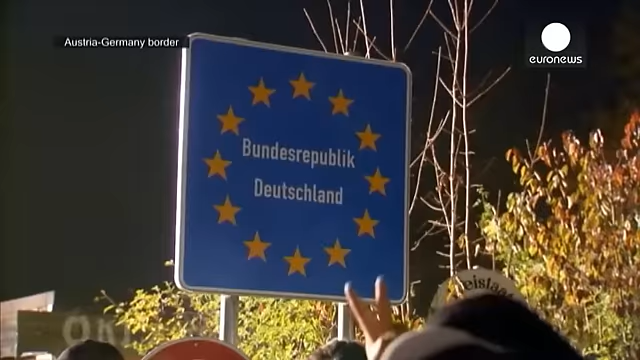 Austria-Germany border
euronews
Bundesrepublik
Deutschland